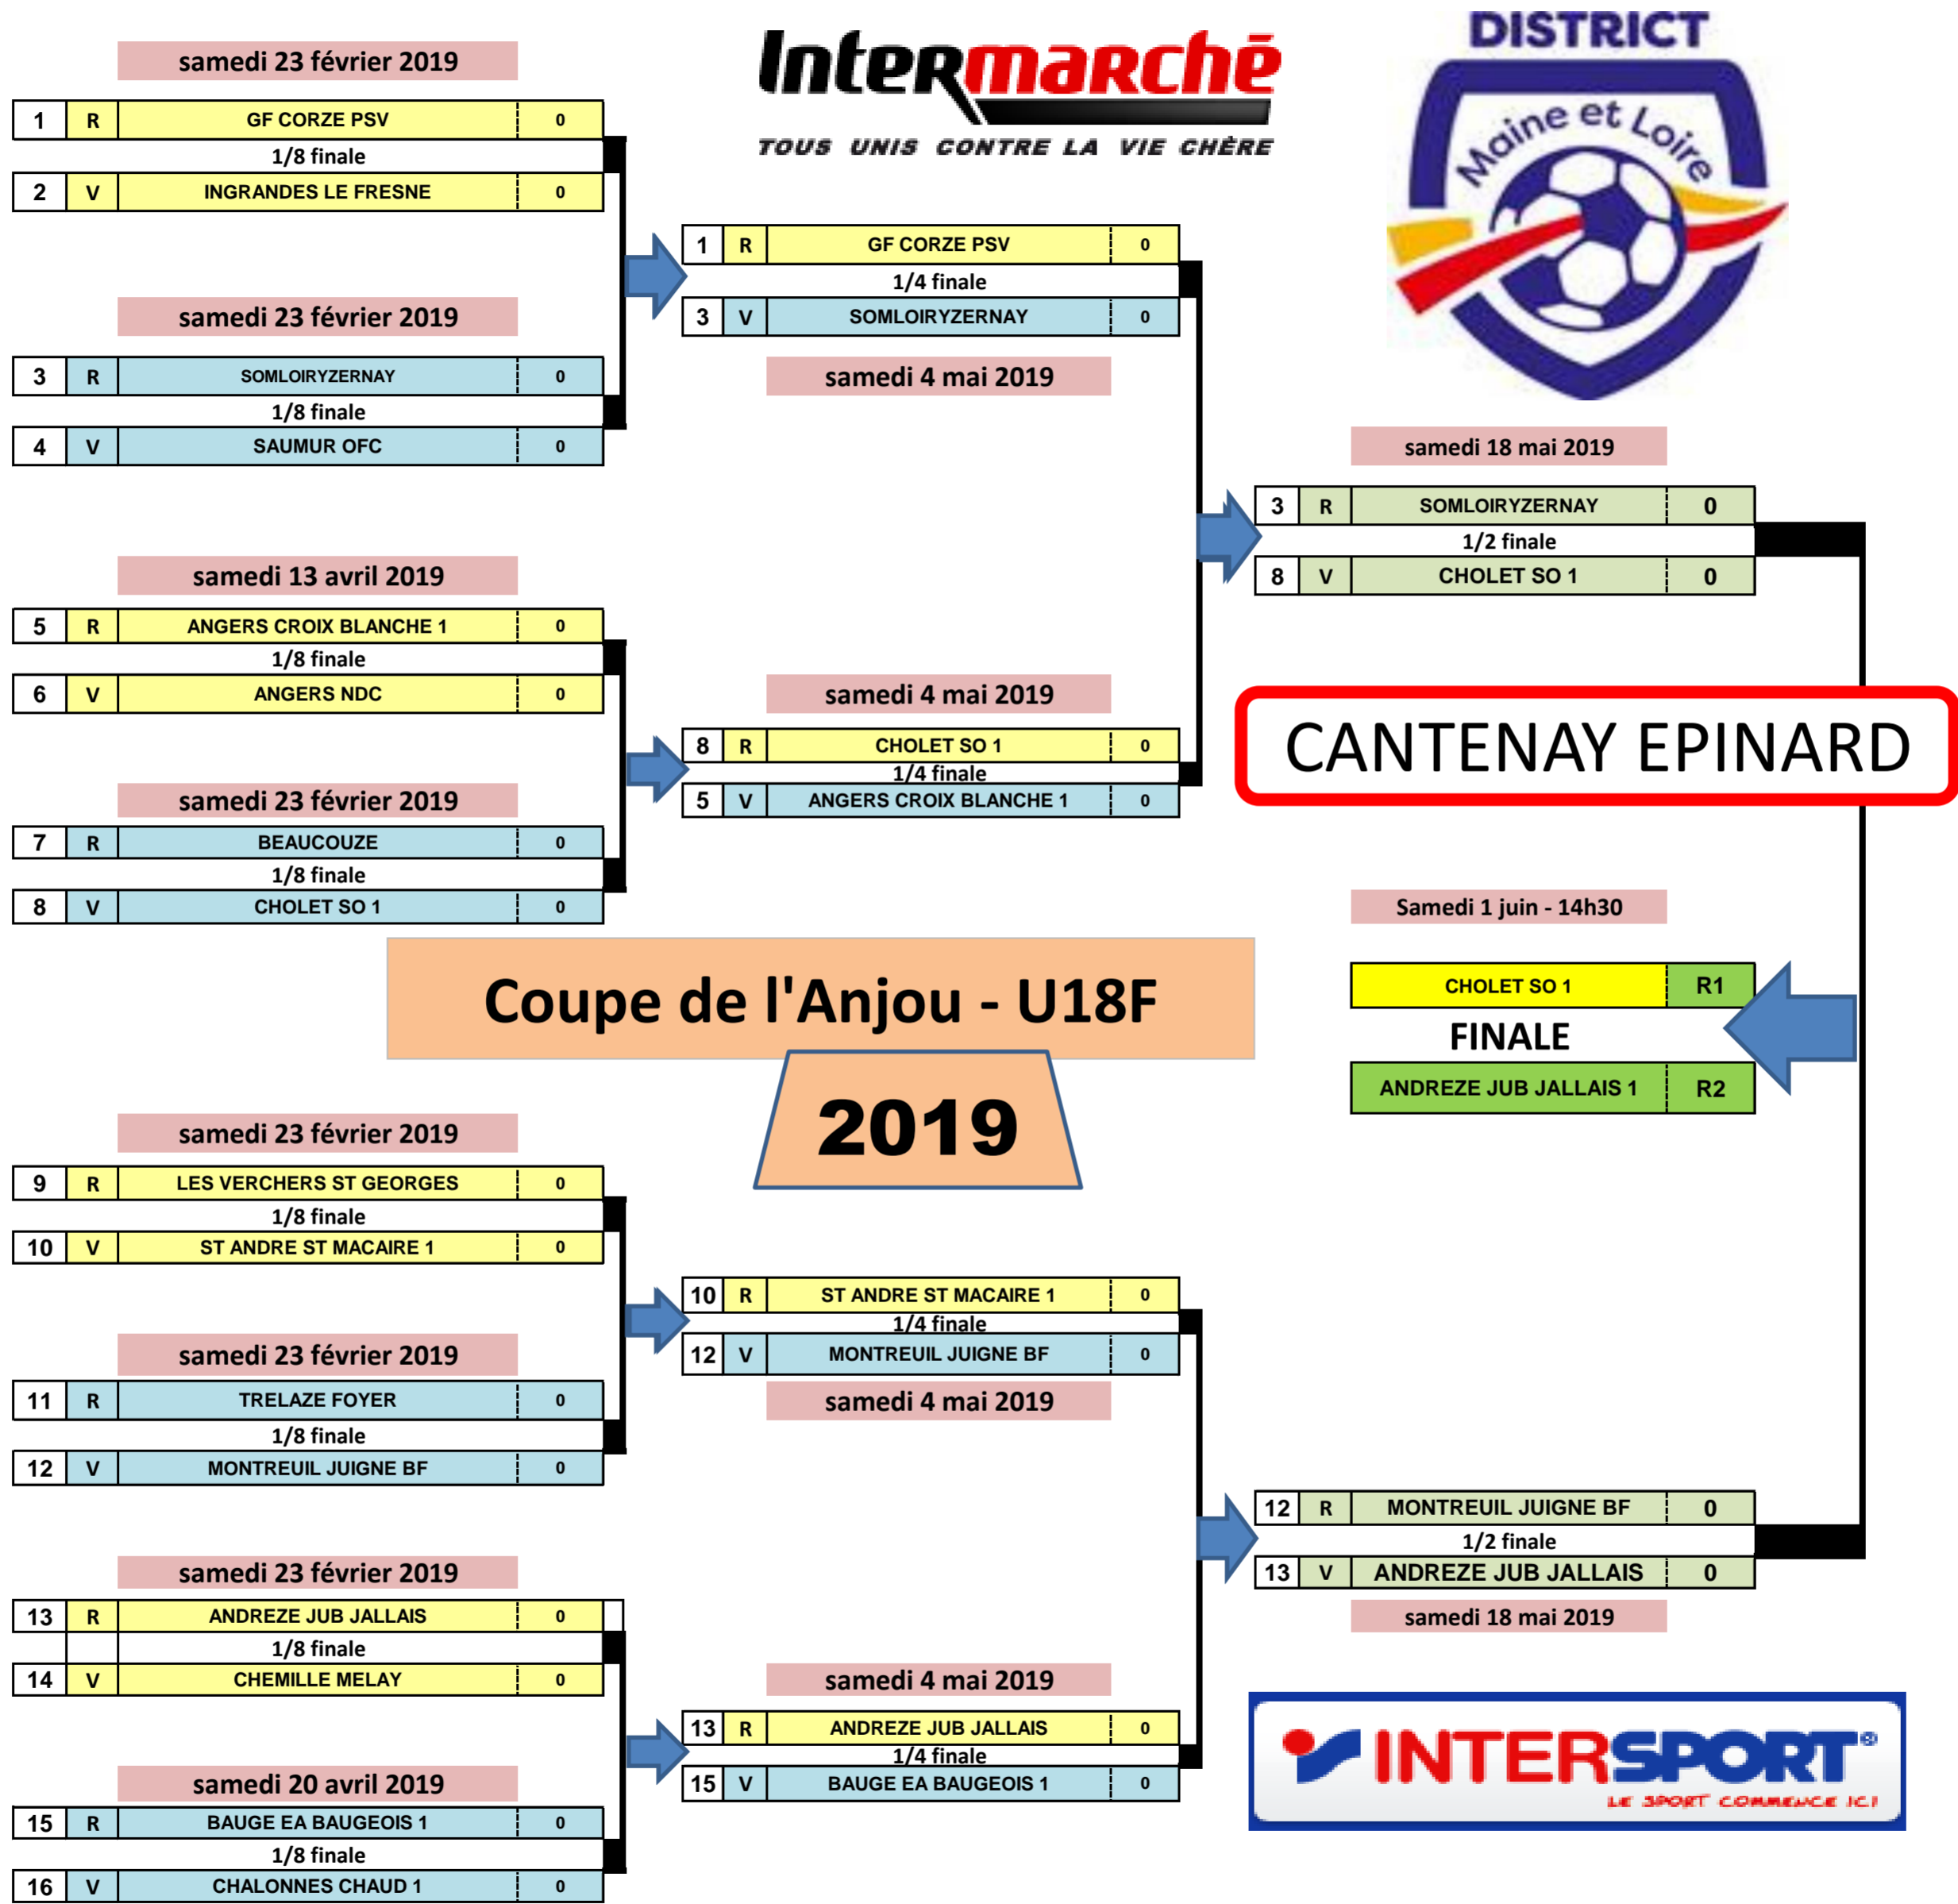 DISTRICT
Maine et Loire
Intermarchē
TOUS UNIS CONTRE LA VIE CHÈRE
samedi 23 février 2019
1 R GF CORZE PSV 0
1/8 finale
2 V INGRANDES LE FRESNE 0
samedi 23 février 2019
3 R SOMLOIRYZERNAY 0
1/8 finale
4 V SAUMUR OFC 0
samedi 13 avril 2019
5 R ANGERS CROIX BLANCHE 1 0
1/8 finale
6 V ANGERS NDC 0
samedi 23 février 2019
7 R BEAUCOUZE 0
1/8 finale
8 V CHOLET SO 1 0
1 R GF CORZE PSV 0
1/4 finale
3 V SOMLOIRYZERNAY 0
samedi 4 mai 2019
samedi 4 mai 2019
8 R CHOLET SO 1 0
1/4 finale
5 V ANGERS CROIX BLANCHE 1 0
samedi 18 mai 2019
3 R SOMLOIRYZERNAY 0
1/2 finale
8 V CHOLET SO 1 0
CANTENAY EPINARD
Samedi 1 juin - 14h30
CHOLET SO 1 R1
FINALE
ANDREZE JUB JALLAIS 1 R2
Coupe de l'Anjou - U18F
2019
samedi 23 février 2019
9 R LES VERCHERS ST GEORGES 0
1/8 finale
10 V ST ANDRE ST MACAIRE 1 0
samedi 23 février 2019
11 R TRELAZE FOYER 0
1/8 finale
12 V MONTREUIL JUIGNE BF 0
samedi 23 février 2019
13 R ANDREZE JUB JALLAIS 0
1/8 finale
14 V CHEMILLE MELAY 0
samedi 20 avril 2019
15 R BAUGE EA BAUGEOIS 1 0
1/8 finale
16 V CHALONNES CHAUD 1 0
10 R ST ANDRE ST MACAIRE 1 0
1/4 finale
12 V MONTREUIL JUIGNE BF 0
samedi 4 mai 2019
samedi 4 mai 2019
13 R ANDREZE JUB JALLAIS 0
1/4 finale
15 V BAUGE EA BAUGEOIS 1 0
12 R MONTREUIL JUIGNE BF 0
1/2 finale
13 V ANDREZE JUB JALLAIS 0
samedi 18 mai 2019
INTERSPORT®
LE SPORT COMMENCE ICI